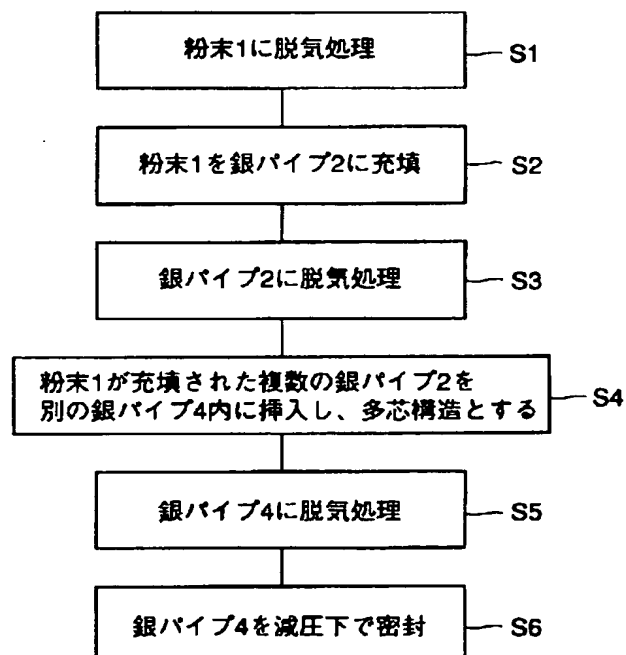 粉末1に脱気処理
S1
粉末1を銀パイプ2に充填
S2
銀パイプ2に脱気処理
S3
粉末1が充填された複数の銀パイプ2を
別の銀パイプ4内に挿入し、多芯構造とする
S4
銀パイプ4に脱気処理
S5
銀パイプ4を減圧下で密封
S6